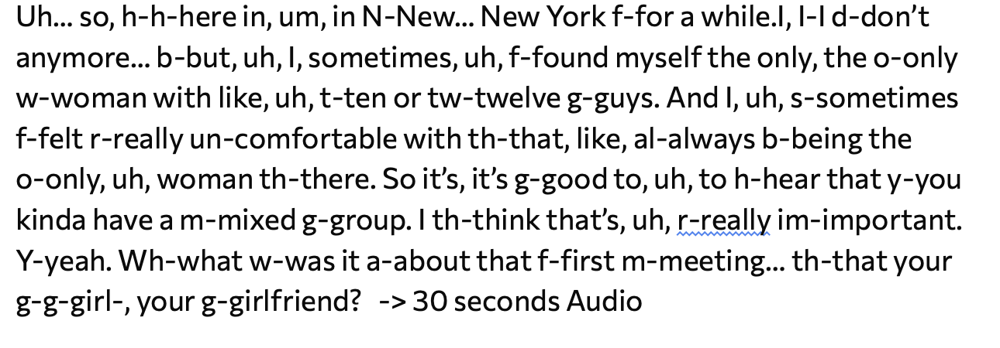 Uh... so, h-h-here in, um, in N-New... New York f-for a while.I, I-I d-don’t
anymore... b-but, uh, I, sometimes, uh, f-found myself the only, the o-only
w-woman with like, uh, t-ten or tw-twelve g-guys. And I, uh, s-sometimes
f-felt r-really un-comfortable with th-that, like, al-always b-being the
o-only, uh, woman th-there. So it’s, it’s g-good to, uh, to h-hear that y-you
kinda have a m-mixed g-group. I th-think that’s, uh, r-really im-important.
Y-yeah. Wh-what w-was it a-about that f-first m-meeting... th-that your
g-g-girl-, your g-girlfriend?  -> 30 seconds Audio